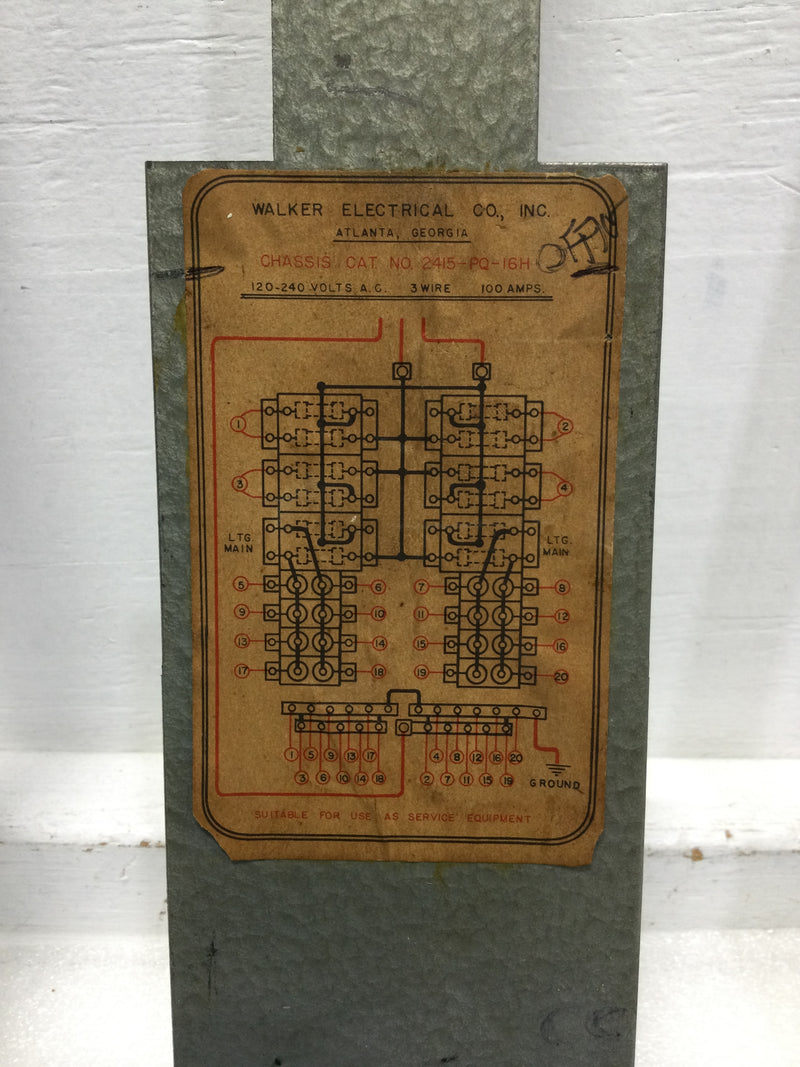 WALKER ELECTRICAL CO., INC.
ATLANTA, GEORGIA
CHASSIS CAT. NO. 2415-PQ-16H
120-240 VOLTS A.C. 3 WIRE 100 AMPS.
1 2
3 4
LTG. MAIN LTG. MAIN
5 6 7 8
9 10 11 12
13 14 15 16
17 18 19 20
1 5 9 13 17 4 8 12 16 20
3 6 10 14 18 2 7 11 15 19
GROUND
SUITABLE FOR USE AS SERVICE EQUIPMENT